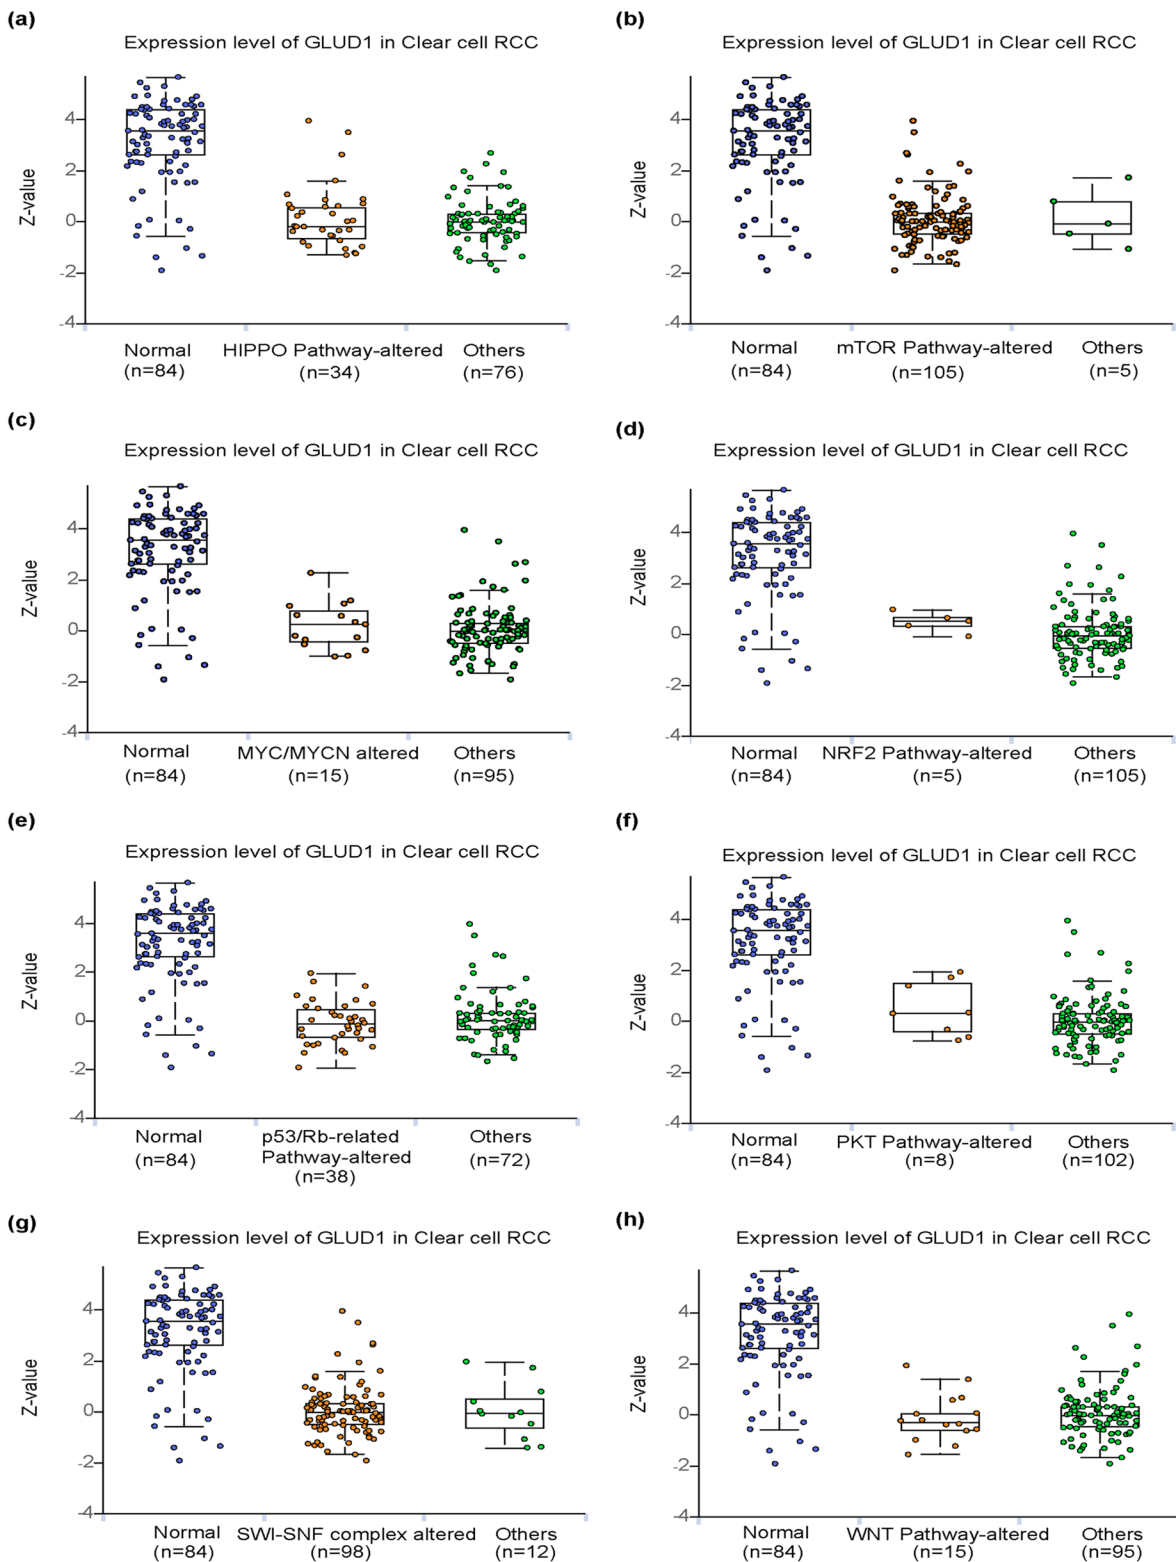 (a)
Expression level of GLUD1 in Clear cell RCC
Z-value
4
2
0
-2
-4
Normal HIPPO Pathway-altered Others
(n=84) (n=34) (n=76)
(b)
Expression level of GLUD1 in Clear cell RCC
Z-value
4
2
0
-2
-4
Normal mTOR Pathway-altered Others
(n=84) (n=105) (n=5)
(c)
Expression level of GLUD1 in Clear cell RCC
Z-value
4
2
0
-2
-4
Normal MYC/MYCN altered Others
(n=84) (n=15) (n=95)
(d)
Expression level of GLUD1 in Clear cell RCC
Z-value
4
2
0
-2
-4
Normal NRF2 Pathway-altered Others
(n=84) (n=5) (n=105)
(e)
Expression level of GLUD1 in Clear cell RCC
Z-value
4
2
0
-2
-4
Normal p53/Rb-related Others
(n=84) Pathway-altered (n=72)
(n=38)
(f)
Expression level of GLUD1 in Clear cell RCC
Z-value
4
2
0
-2
-4
Normal PKT Pathway-altered Others
(n=84) (n=8) (n=102)
(g)
Expression level of GLUD1 in Clear cell RCC
Z-value
4
2
0
-2
-4
Normal SWI-SNF complex altered Others
(n=84) (n=98) (n=12)
(h)
Expression level of GLUD1 in Clear cell RCC
Z-value
4
2
0
-2
-4
Normal WNT Pathway-altered Others
(n=84) (n=15) (n=95)